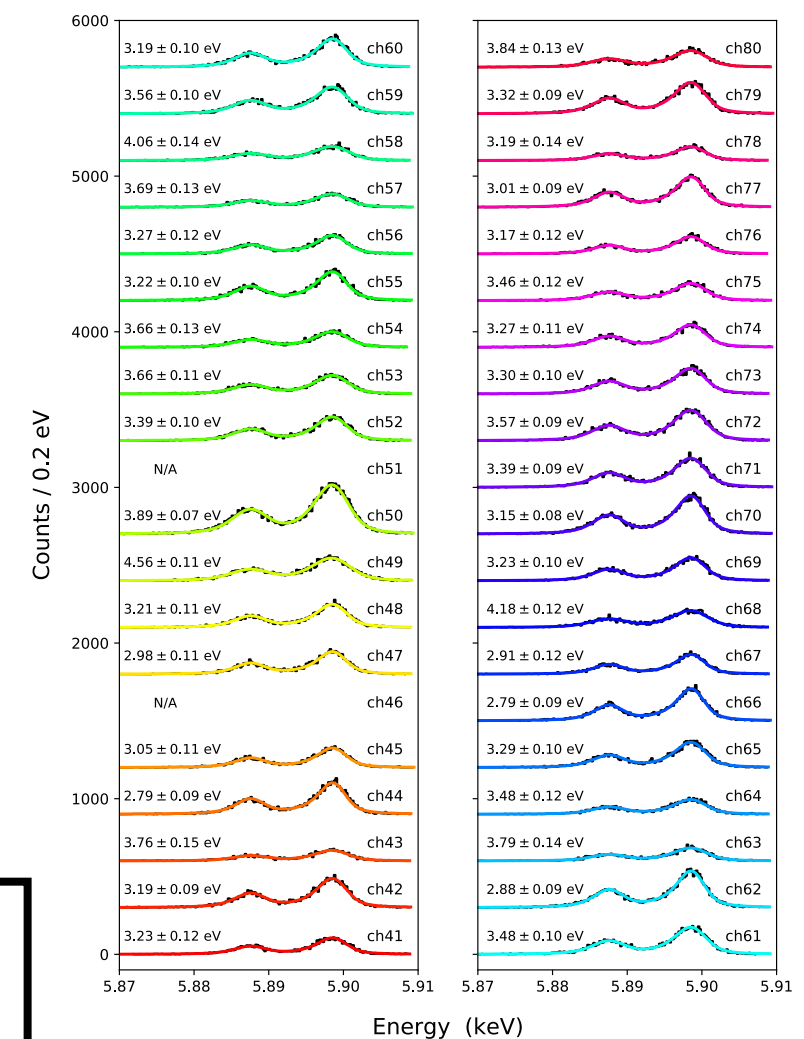 6000
3.19 ± 0.10 eV ch60
3.56 ± 0.10 eV ch59
4.06 ± 0.14 eV ch58
5000
3.69 ± 0.13 eV ch57
3.27 ± 0.12 eV ch56
3.22 ± 0.10 eV ch55
4000
3.66 ± 0.13 eV ch54
3.66 ± 0.11 eV ch53
3.39 ± 0.10 eV ch52
N/A ch51
3000
3.89 ± 0.07 eV ch50
4.56 ± 0.11 eV ch49
3.21 ± 0.11 eV ch48
2000
2.98 ± 0.11 eV ch47
N/A ch46
3.05 ± 0.11 eV ch45
1000
2.79 ± 0.09 eV ch44
3.76 ± 0.15 eV ch43
3.19 ± 0.09 eV ch42
3.23 ± 0.12 eV ch41
0
5.87 5.88 5.89 5.90 5.91
Counts / 0.2 eV
3.84 ± 0.13 eV ch80
3.32 ± 0.09 eV ch79
3.19 ± 0.14 eV ch78
3.01 ± 0.09 eV ch77
3.17 ± 0.12 eV ch76
3.46 ± 0.12 eV ch75
3.27 ± 0.11 eV ch74
3.30 ± 0.10 eV ch73
3.57 ± 0.09 eV ch72
3.39 ± 0.09 eV ch71
3.15 ± 0.08 eV ch70
3.23 ± 0.10 eV ch69
4.18 ± 0.12 eV ch68
2.91 ± 0.12 eV ch67
2.79 ± 0.09 eV ch66
3.29 ± 0.10 eV ch65
3.48 ± 0.12 eV ch64
3.79 ± 0.14 eV ch63
2.88 ± 0.09 eV ch62
3.48 ± 0.10 eV ch61
5.87 5.88 5.89 5.90 5.91
Energy (keV)